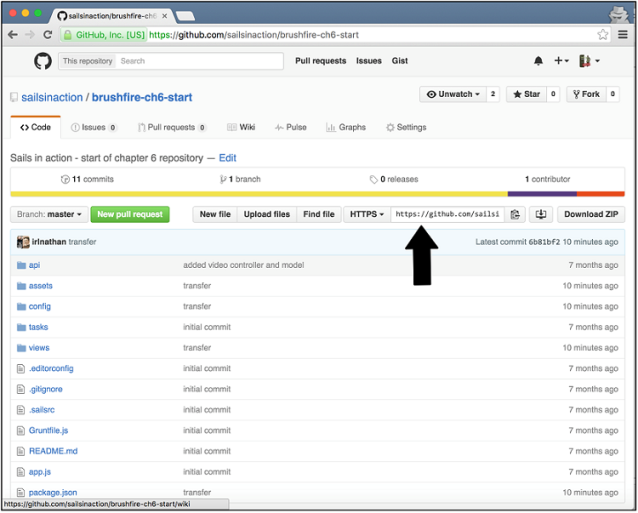 sailsinaction/brushfire-ch6
GitHub, Inc. [US] https://github.com/sailsinaction/brushfire-ch6-start
This repository Search Pull requests Issues Gist
sailsinaction / brushfire-ch6-start Unwatch 2 Star 0 Fork 0
Code Issues 0 Pull requests 0 Wiki Pulse Graphs Settings
Sails in action - start of chapter 6 repository — Edit
11 commits 1 branch 0 releases 1 contributor
Branch: master New pull request New file Upload files Find file HTTPS https://github.com/sailsi Download ZIP
irlnathan transfer Latest commit 6b81bf2 10 minutes ago
api added video controller and model 7 months ago
assets transfer 10 minutes ago
config transfer 10 minutes ago
tasks initial commit 7 months ago
views transfer 10 minutes ago
.editorconfig initial commit 7 months ago
.gitignore initial commit 7 months ago
.sailsrc initial commit 7 months ago
Gruntfile.js initial commit 7 months ago
README.md initial commit 7 months ago
app.js initial commit 7 months ago
package.json transfer 10 minutes ago
https://github.com/sailsinaction/brushfire-ch6-start/wiki